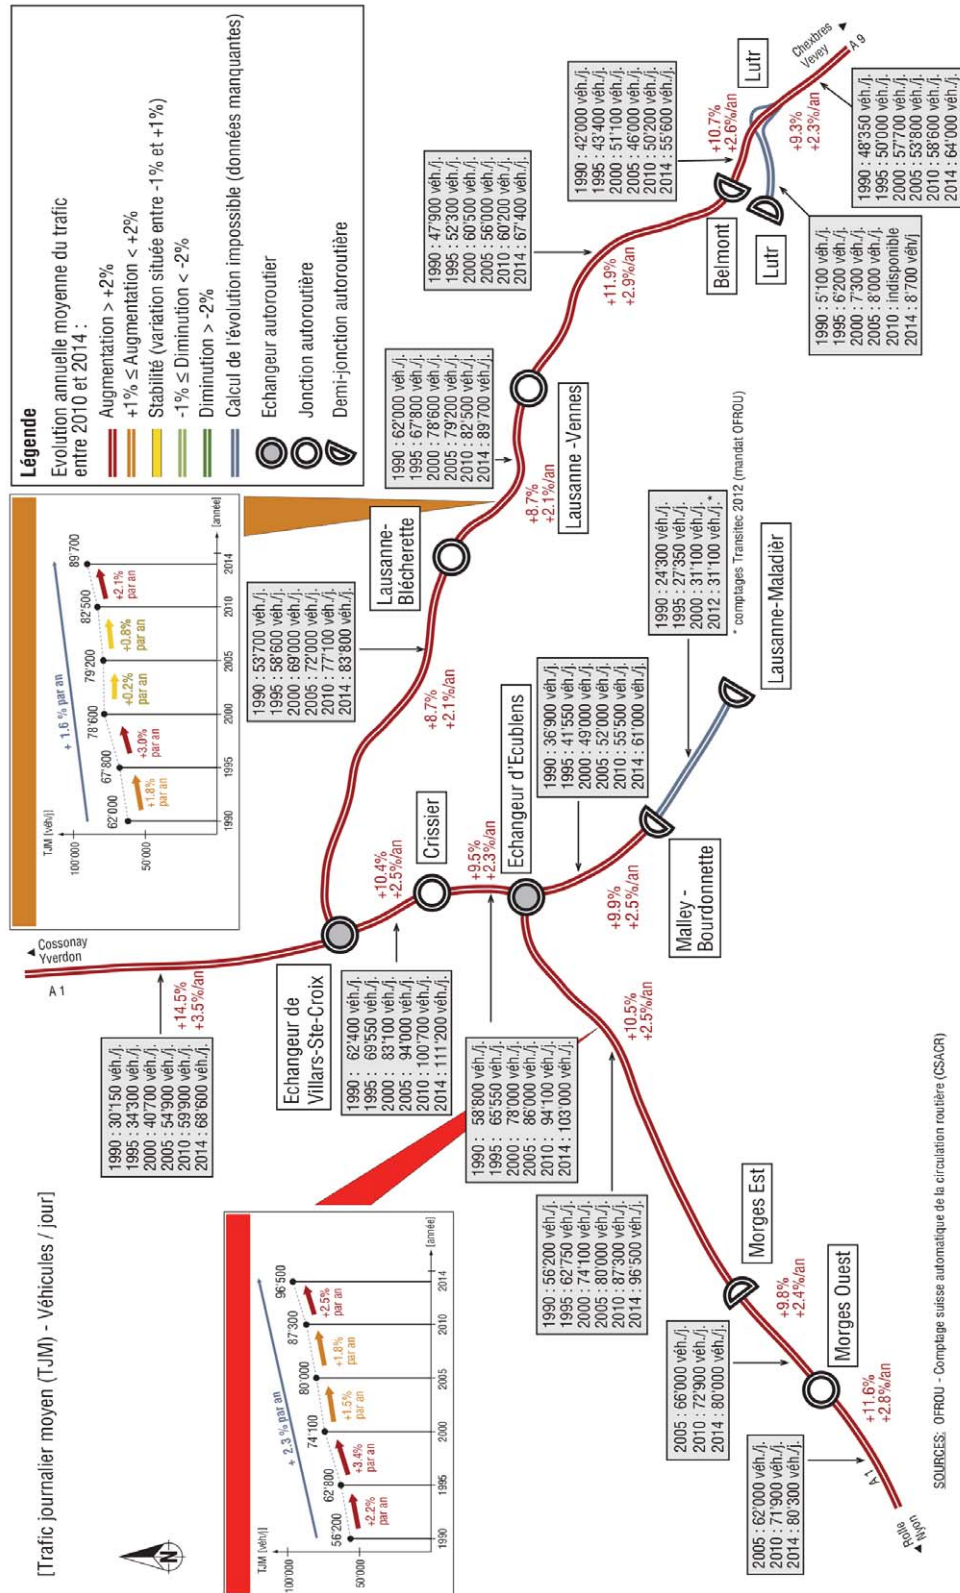 [Trafic journalier moyen (TJM) - Véhicules / jour]
N
TJM [véh/j]
100'000
50'000
+ 2.3 % par an
56'200
62'800
74'100
80'000
87'300
96'500
+2.2%
par an
+3.4%
par an
+1.5%
par an
+1.8%
par an
+2.5%
par an
1990
1995
2000
2005
2010
2014
[année]
TJM [véh/j]
100'000
50'000
+ 1.6 % par an
62'000
67'800
78'600
79'200
82'500
89'700
+1.8%
par an
+3.0%
par an
+0.2%
par an
+0.8%
par an
+2.1%
par an
1990
1995
2000
2005
2010
2014
[année]
Légende
Evolution annuelle moyenne du trafic
entre 2010 et 2014 :
Augmentation > +2%
+1% ≤ Augmentation < +2%
Stabilité (variation située entre -1% et +1%)
-1% ≤ Diminution < -2%
Diminution > -2%
Calcul de l'évolution impossible (données manquantes)
Echangeur autoroutier
Jonction autoroutière
Demi-jonction autoroutière
1990 : 30'150 véh./j.
1995 : 34'300 véh./j.
2000 : 40'700 véh./j.
2005 : 54'900 véh./j.
2010 : 59'900 véh./j.
2014 : 68'600 véh./j.
+14.5%
+3.5%/an
A 1
Cossonay
Yverdon
Echangeur de
Villars-Ste-Croix
1990 : 62'400 véh./j.
1995 : 69'550 véh./j.
2000 : 83'100 véh./j.
2005 : 94'000 véh./j.
2010 : 100'700 véh./j.
2014 : 111'200 véh./j.
+10.4%
+2.5%/an
Crissier
1990 : 58'800 véh./j.
1995 : 65'550 véh./j.
2000 : 78'000 véh./j.
2005 : 86'000 véh./j.
2010 : 94'100 véh./j.
2014 : 103'000 véh./j.
+9.5%
+2.3%/an
Echangeur d'Ecublens
1990 : 53'700 véh./j.
1995 : 58'600 véh./j.
2000 : 69'000 véh./j.
2005 : 72'000 véh./j.
2010 : 77'100 véh./j.
2014 : 83'800 véh./j.
+8.7%
+2.1%/an
Lausanne-
Blécherette
1990 : 62'000 véh./j.
1995 : 67'800 véh./j.
2000 : 78'600 véh./j.
2005 : 79'200 véh./j.
2010 : 82'500 véh./j.
2014 : 89'700 véh./j.
+8.7%
+2.1%/an
Lausanne -Vennes
1990 : 47'900 véh./j.
1995 : 52'300 véh./j.
2000 : 60'500 véh./j.
2005 : 56'000 véh./j.
2010 : 60'200 véh./j.
2014 : 67'400 véh./j.
+11.9%
+2.9%/an
Belmont
1990 : 42'000 véh./j.
1995 : 43'400 véh./j.
2000 : 51'100 véh./j.
2005 : 46'000 véh./j.
2010 : 50'200 véh./j.
2014 : 55'600 véh./j.
+10.7%
+2.6%/an
Lutr
Lutr
Chexbres
Vevey
A 9
+9.3%
+2.3%/an
1990 : 5'100 véh./j.
1995 : 6'200 véh./j.
2000 : 7'300 véh./j.
2005 : 8'000 véh./j.
2010 : indisponible
2014 : 8'700 véh/j
1990 : 48'350 véh./j.
1995 : 50'000 véh./j.
2000 : 57'700 véh./j.
2005 : 53'800 véh./j.
2010 : 58'600 véh./j.
2014 : 64'000 véh./j.
1990 : 36'900 véh./j.
1995 : 41'550 véh./j.
2000 : 49'000 véh./j.
2005 : 52'000 véh./j.
2010 : 55'500 véh./j.
2014 : 61'000 véh./j.
+9.9%
+2.5%/an
Malley-
Bourdonnette
1990 : 24'300 véh./j.
1995 : 27'350 véh./j.
2000 : 31'100 véh./j.
2012 : 31'100 véh./j. *
Lausanne-Maladièr
* comptages Transitec 2012 (mandat OFROU)
1990 : 56'200 véh./j.
1995 : 62'750 véh./j.
2000 : 74'100 véh./j.
2005 : 80'000 véh./j.
2010 : 87'300 véh./j.
2014 : 96'500 véh./j.
+10.5%
+2.5%/an
Morges Est
2005 : 66'000 véh./j.
2010 : 72'900 véh./j.
2014 : 80'000 véh./j.
+9.8%
+2.4%/an
Morges Ouest
2005 : 62'000 véh./j.
2010 : 71'900 véh./j.
2014 : 80'300 véh./j.
+11.6%
+2.8%/an
A 1
Rolle
Nyon
SOURCES: OFROU - Comptage suisse automatique de la circulation routière (CSACR)